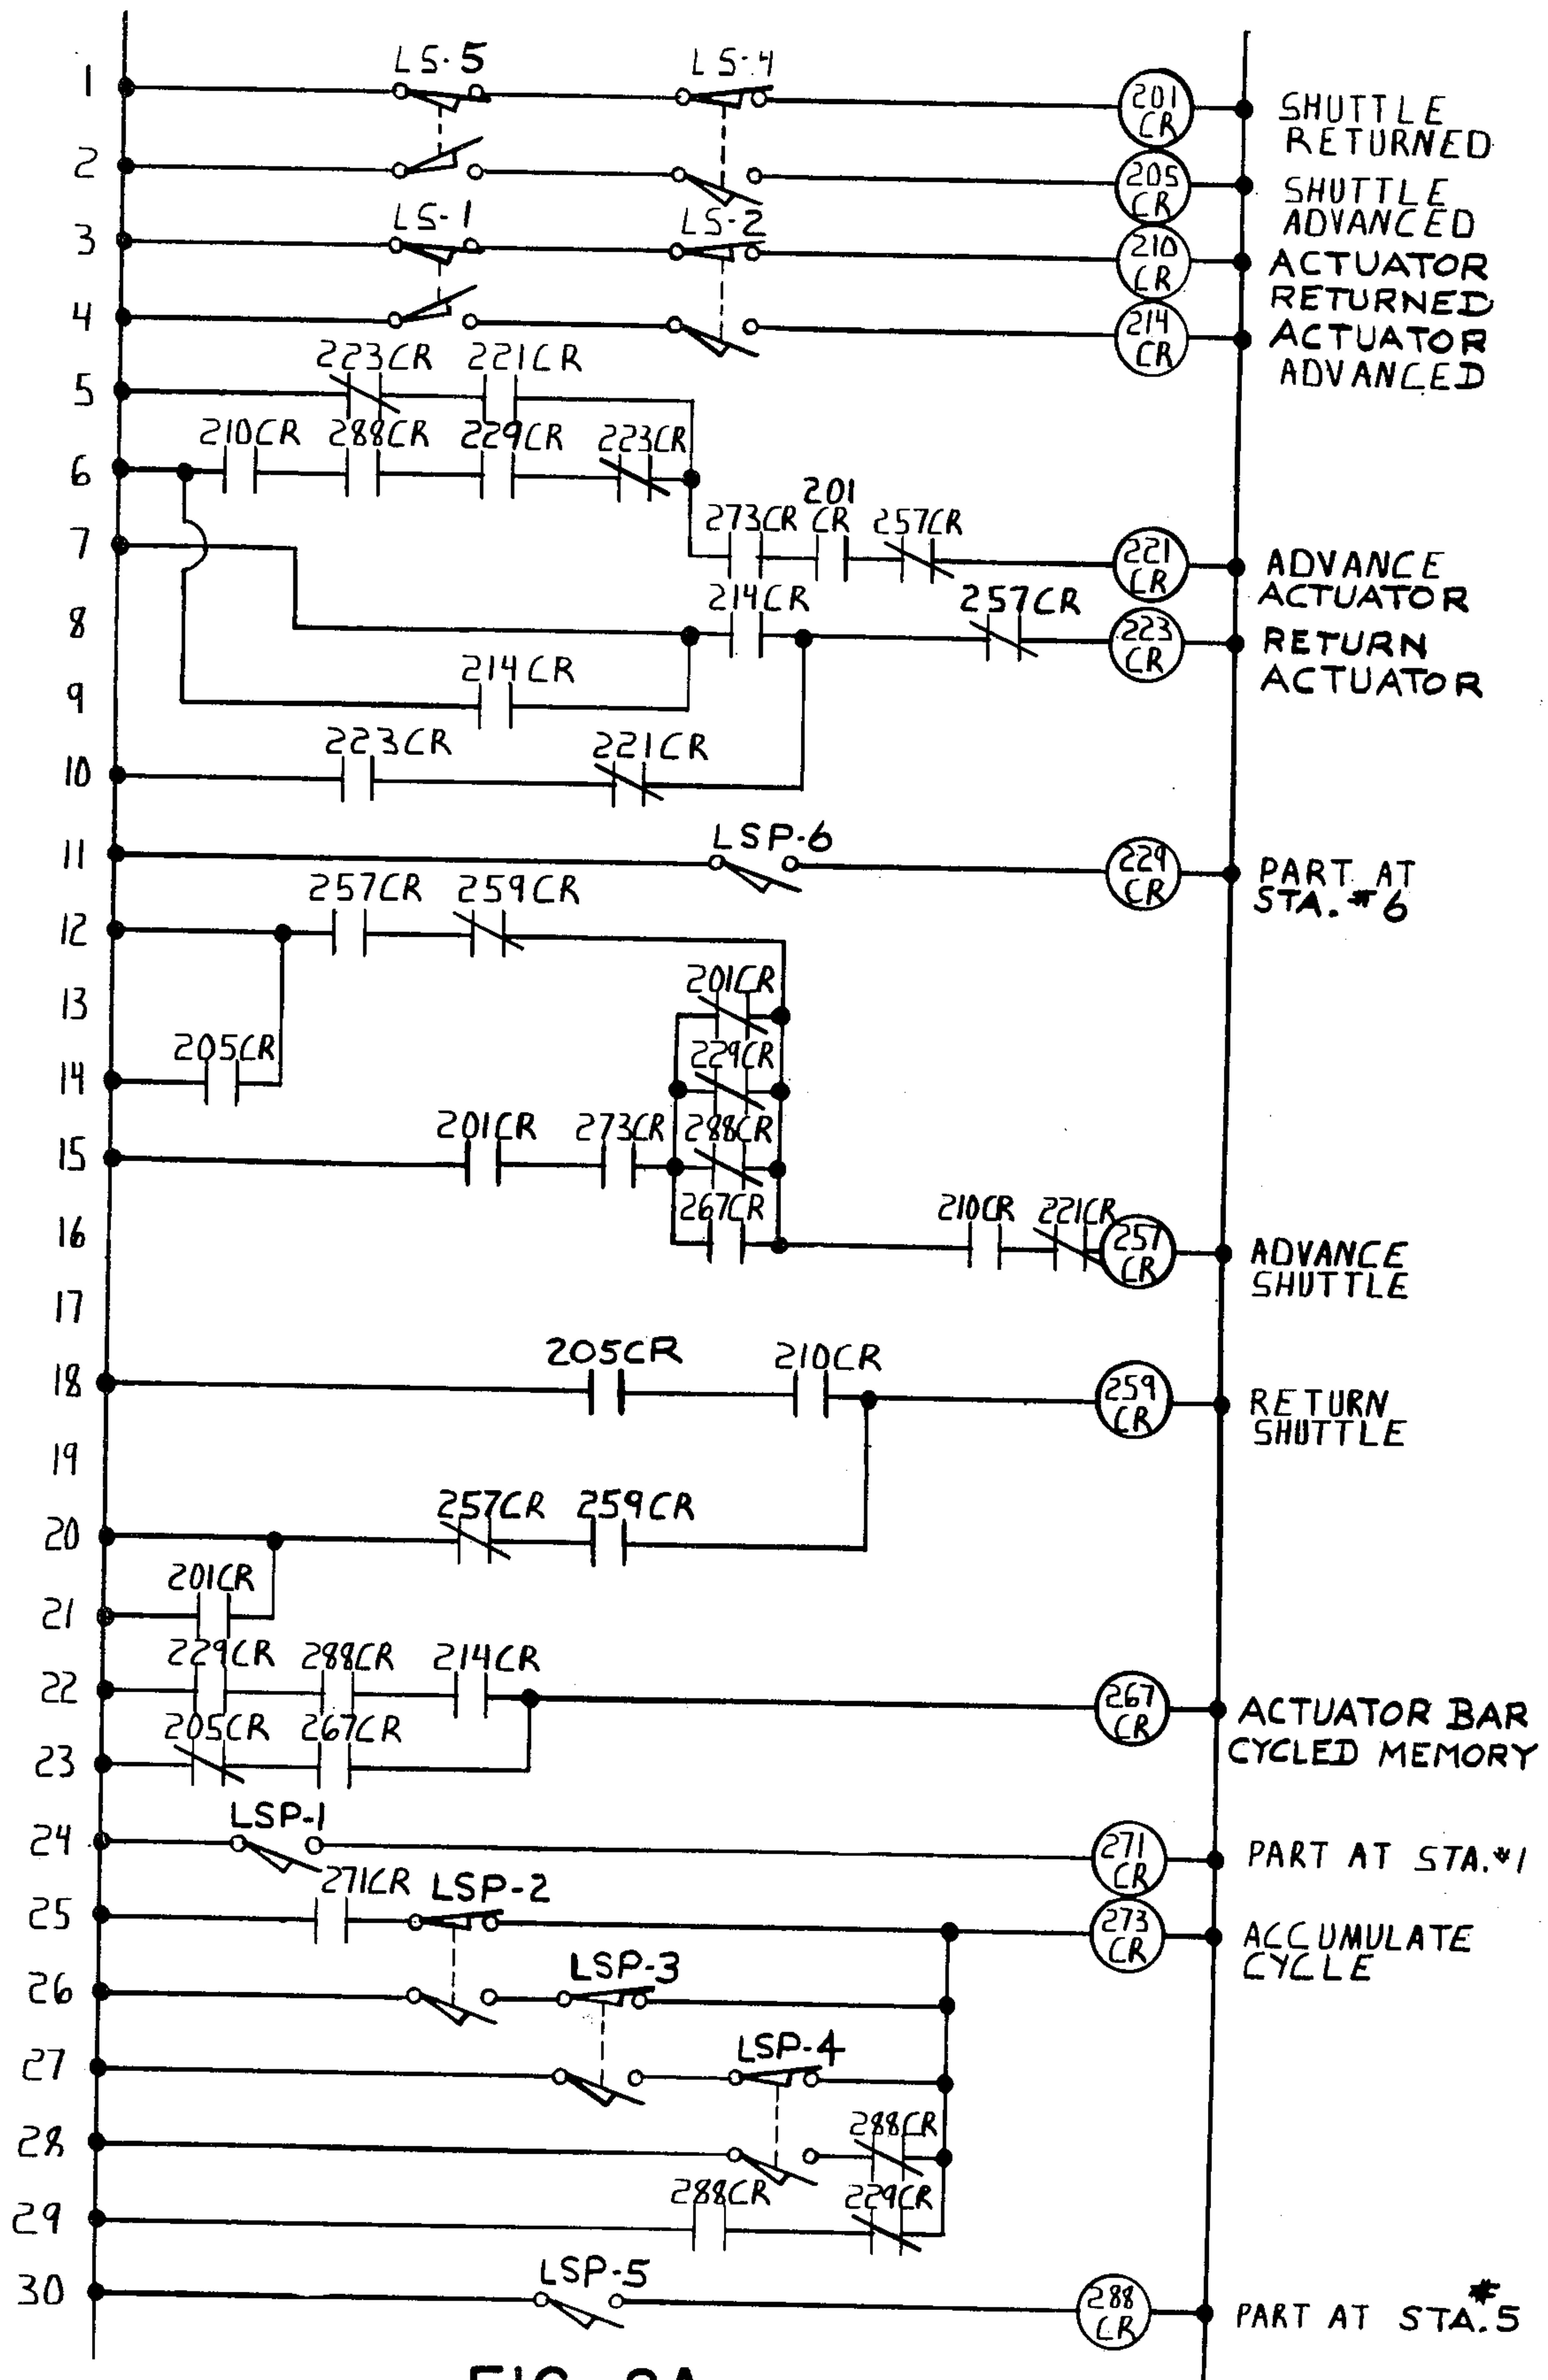 LS-5 LS-4
1 201 CR SHUTTLE RETURNED
2 205 CR SHUTTLE ADVANCED
LS-1 LS-2
3 210 CR ACTUATOR RETURNED
4 214 CR ACTUATOR ADVANCED
223CR 221CR
5
210CR 288CR 229CR 223CR
6
273CR 201 CR 257CR
7 221 CR ADVANCE ACTUATOR
214CR 257CR
8 223 CR RETURN ACTUATOR
214CR
9
223CR 221CR
10
LSP-6
11 229 CR PART AT STA.#6
257CR 259CR
12
201CR
13
205CR 229CR
14
201CR 273CR 288CR
15
267CR 210CR 221CR
16 257 CR ADVANCE SHUTTLE
17
205CR 210CR
18 259 CR RETURN SHUTTLE
19
257CR 259CR
20
201CR
21
229CR 288CR 214CR
22 267 CR ACTUATOR BAR CYCLED MEMORY
205CR 267CR
23
LSP-1
24 271 CR PART AT STA.#1
271CR LSP-2
25 273 CR ACCUMULATE CYCLE
LSP-3
26
LSP-4
27
288CR
28
288CR 229CR
29
LSP-5
30 288 CR PART AT STA.#5